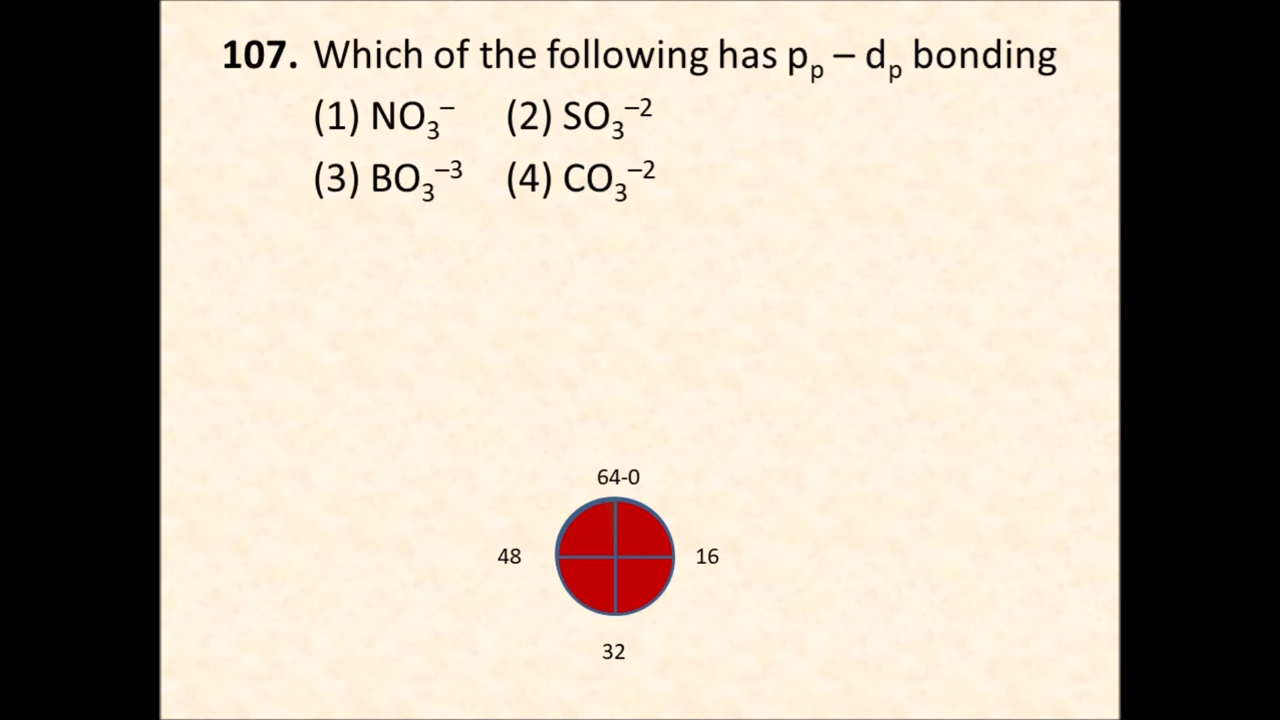 107. Which of the following has pₚ – dₚ bonding
(1) NO₃⁻ (2) SO₃⁻²
(3) BO₃⁻³ (4) CO₃⁻²
64-0
48 16
32